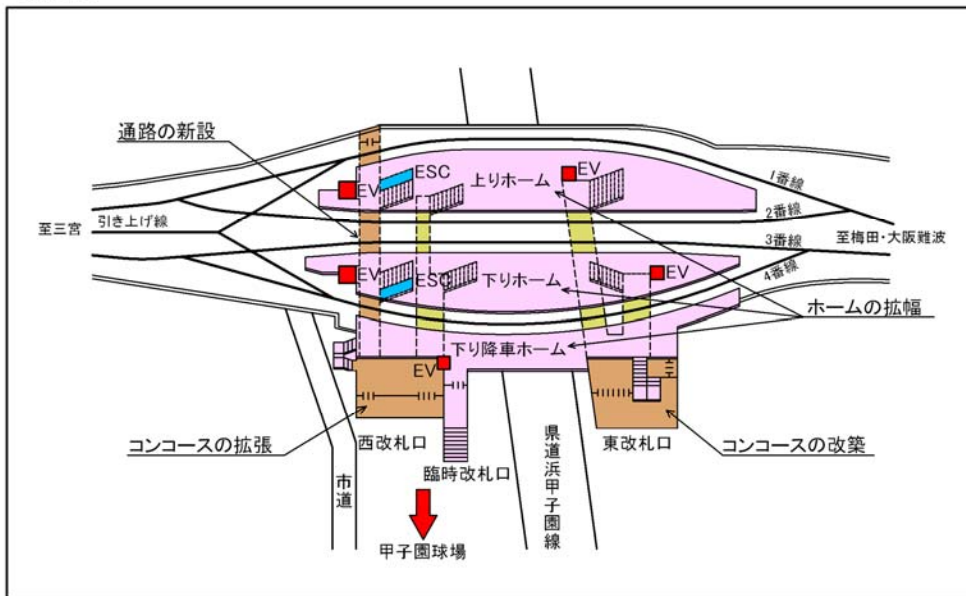 通路の新設
ESC
EV
上りホーム
EV
1番線
2番線
至三宮
引き上げ線
3番線
至梅田・大阪難波
EV
ESC
下りホーム
EV
4番線
ホームの拡幅
下り降車ホーム
EV
コンコースの拡張
西改札口
臨時改札口
東改札口
コンコースの改築
市道
県道浜甲子園線
甲子園球場